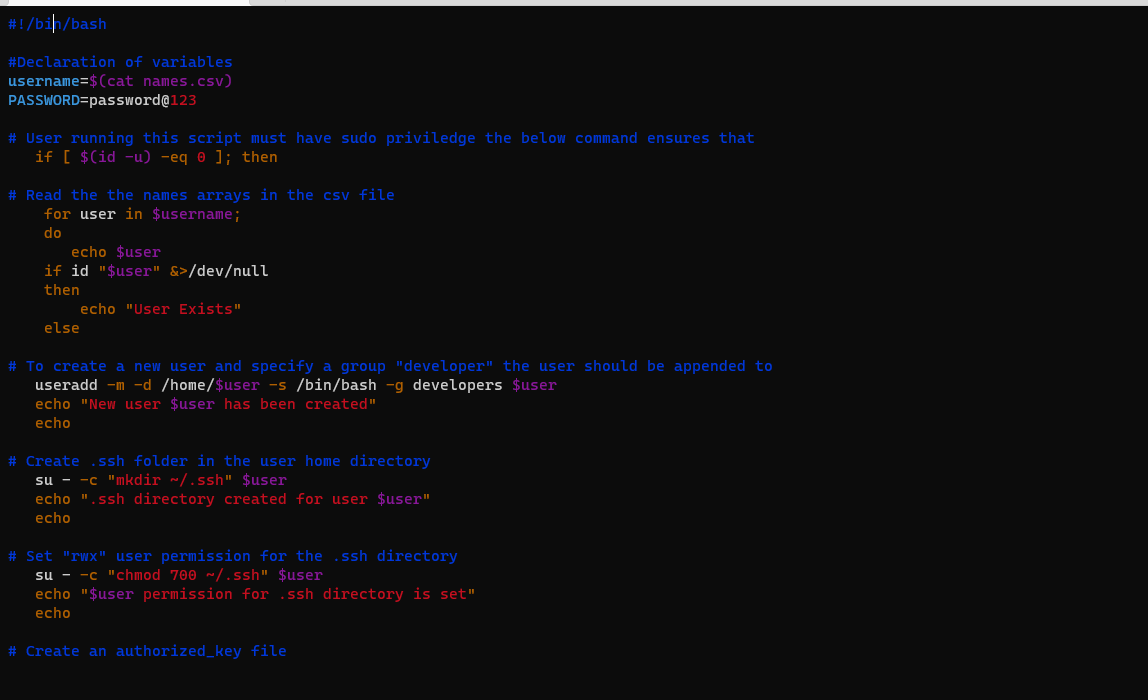 #!/bin/bash
#Declaration of variables
username=$(cat names.csv)
PASSWORD=password@123
# User running this script must have sudo priviledge the below command ensures that
if [ $(id -u) -eq 0 ]; then
# Read the the names arrays in the csv file
for user in $username;
do
echo $user
if id "$user" &>/dev/null
then
echo "User Exists"
else
# To create a new user and specify a group "developer" the user should be appended to
useradd -m -d /home/$user -s /bin/bash -g developers $user
echo "New user $user has been created"
echo
# Create .ssh folder in the user home directory
su - -c "mkdir ~/.ssh" $user
echo ".ssh directory created for user $user"
echo
# Set "rwx" user permission for the .ssh directory
su - -c "chmod 700 ~/.ssh" $user
echo "$user permission for .ssh directory is set"
echo
# Create an authorized_key file